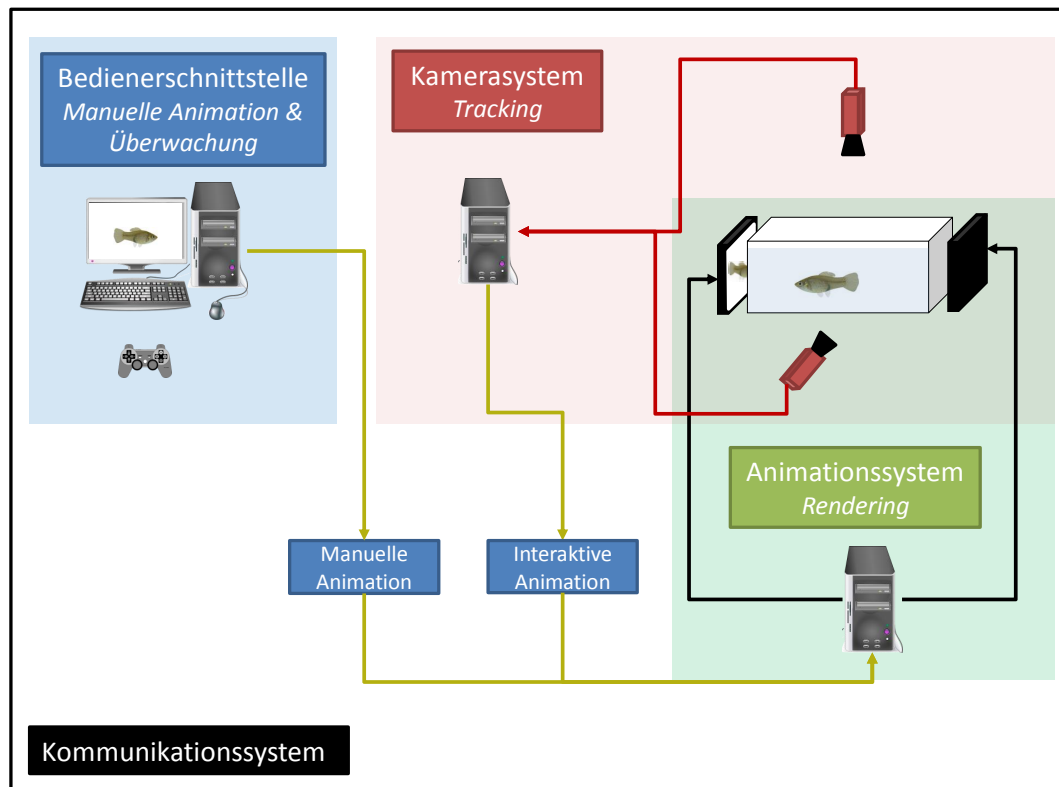 Bedienerschnittstelle
Manuelle Animation &
Überwachung
Kamerasystem
Tracking
Animationssystem
Rendering
Manuelle
Animation
Interaktive
Animation
Kommunikationssystem